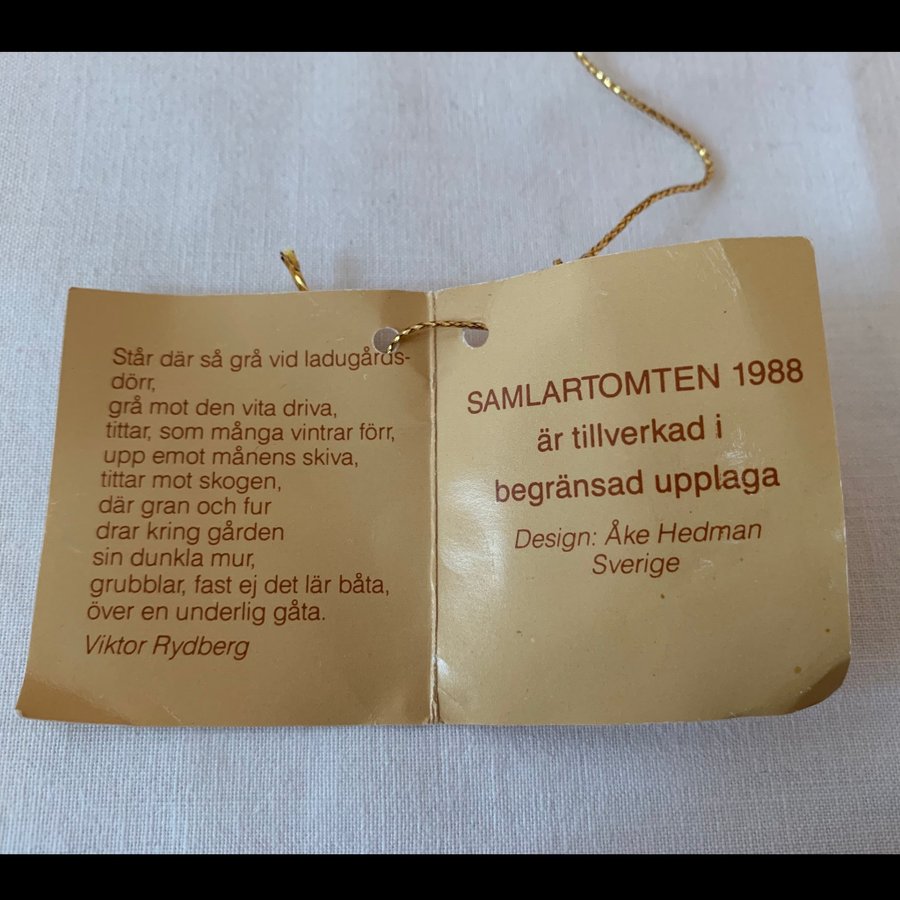 Står där så grå vid ladugårds-
dörr,
grå mot den vita driva,
tittar, som många vintrar förr,
upp emot månens skiva,
tittar mot skogen,
där gran och fur
drar kring gården
sin dunkla mur,
grubblar, fast ej det lär båta,
över en underlig gåta.
Viktor Rydberg
SAMLARTOMTEN 1988
är tillverkad i
begränsad upplaga
Design: Åke Hedman
Sverige